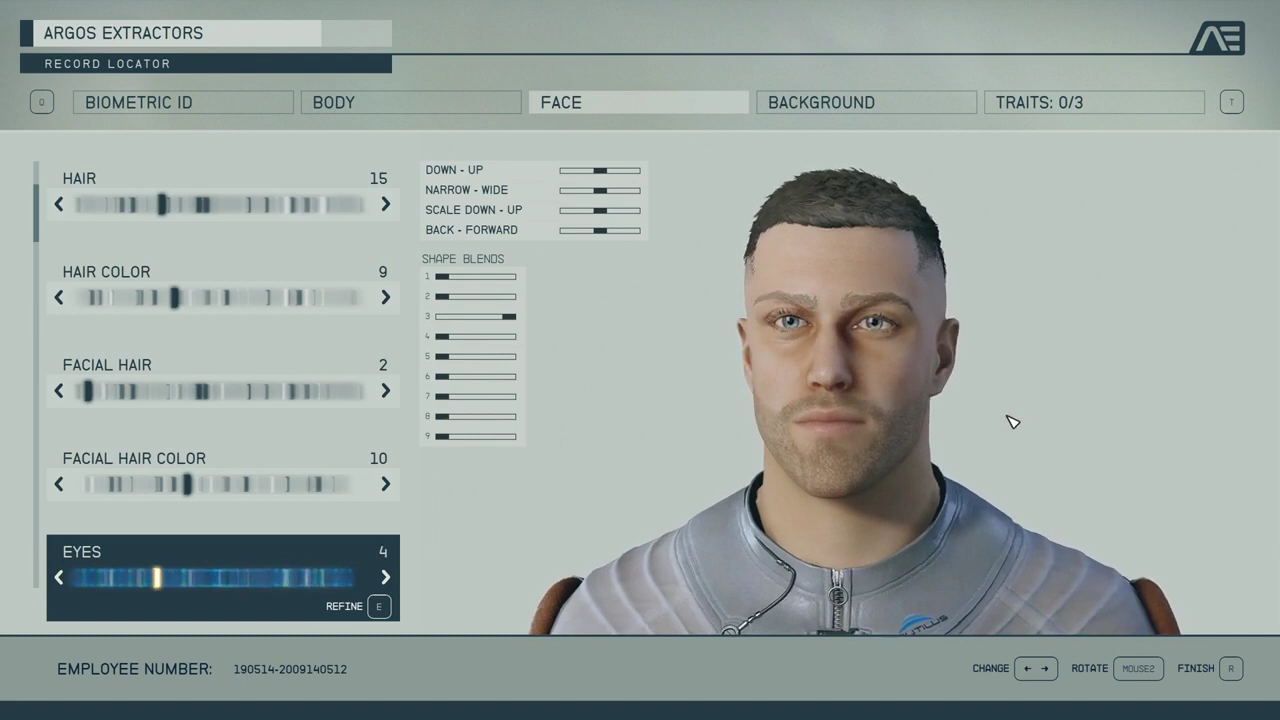 ARGOS EXTRACTORS
AE
RECORD LOCATOR
Q
BIOMETRIC ID
BODY
FACE
BACKGROUND
TRAITS: 0/3
T
HAIR
15
HAIR COLOR
9
FACIAL HAIR
2
FACIAL HAIR COLOR
10
EYES
4
REFINE E
DOWN - UP
NARROW - WIDE
SCALE DOWN - UP
BACK - FORWARD
SHAPE BLENDS
1
2
3
4
5
6
7
8
9
EMPLOYEE NUMBER: 190514-2009140512
CHANGE ← → ROTATE MOUSE2 FINISH R